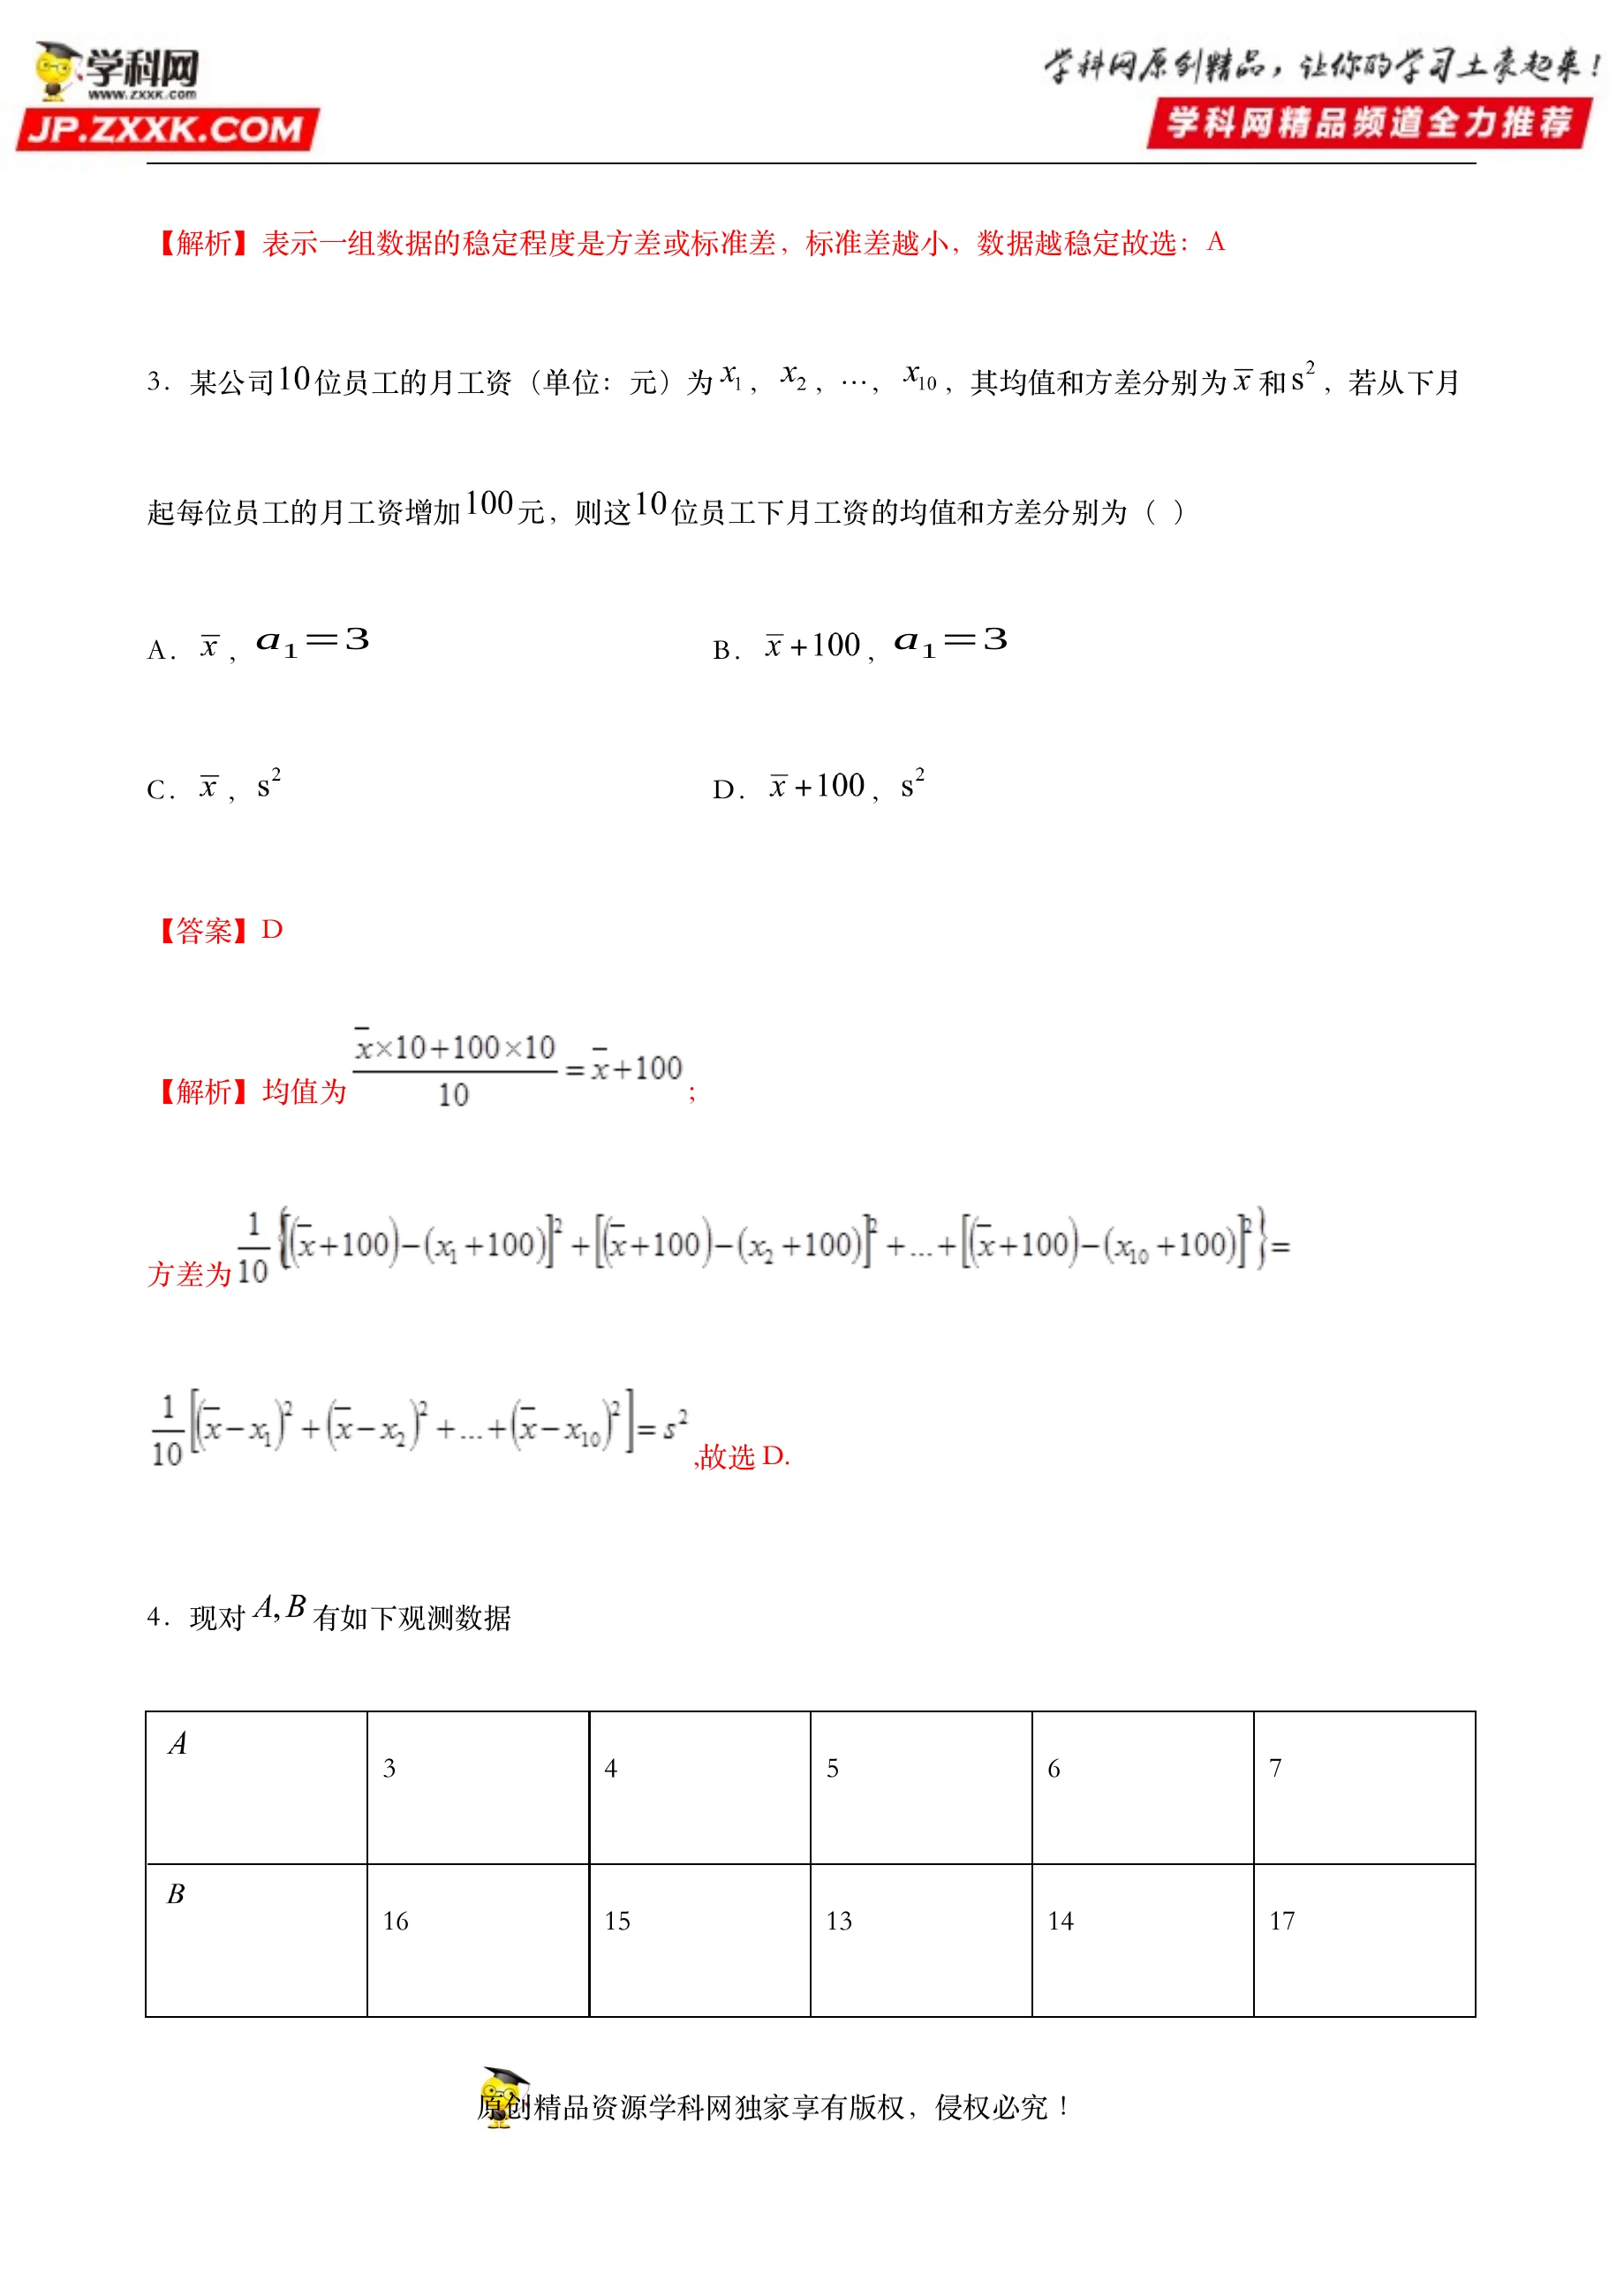 学科网
www.zxxk.com
JP.ZXXK.COM
学科网原创精品，让你的学习土豪起来！
学科网精品频道全力推荐
【解析】表示一组数据的稳定程度是方差或标准差，标准差越小，数据越稳定故选：A
3．某公司10位员工的月工资（单位：元）为 x₁，x₂，…，x₁₀，其均值和方差分别为 x̄ 和 s²，若从下月
起每位员工的月工资增加100元，则这10位员工下月工资的均值和方差分别为（ ）
A．x̄，a₁=3 B．x̄+100，a₁=3
C．x̄，s² D．x̄+100，s²
【答案】D
【解析】均值为 (x̄×10+100×10)/10 = x̄+100；
方差为 1/10 {[(x̄+100)−(x₁+100)]²+[(x̄+100)−(x₂+100)]²+...+[(x̄+100)−(x₁₀+100)]²}=
1/10 [(x̄−x₁)²+(x̄−x₂)²+...+(x̄−x₁₀)²]= s² ,故选 D.
4．现对 A, B 有如下观测数据
A 3 4 5 6 7
B 16 15 13 14 17
原创精品资源学科网独家享有版权，侵权必究！